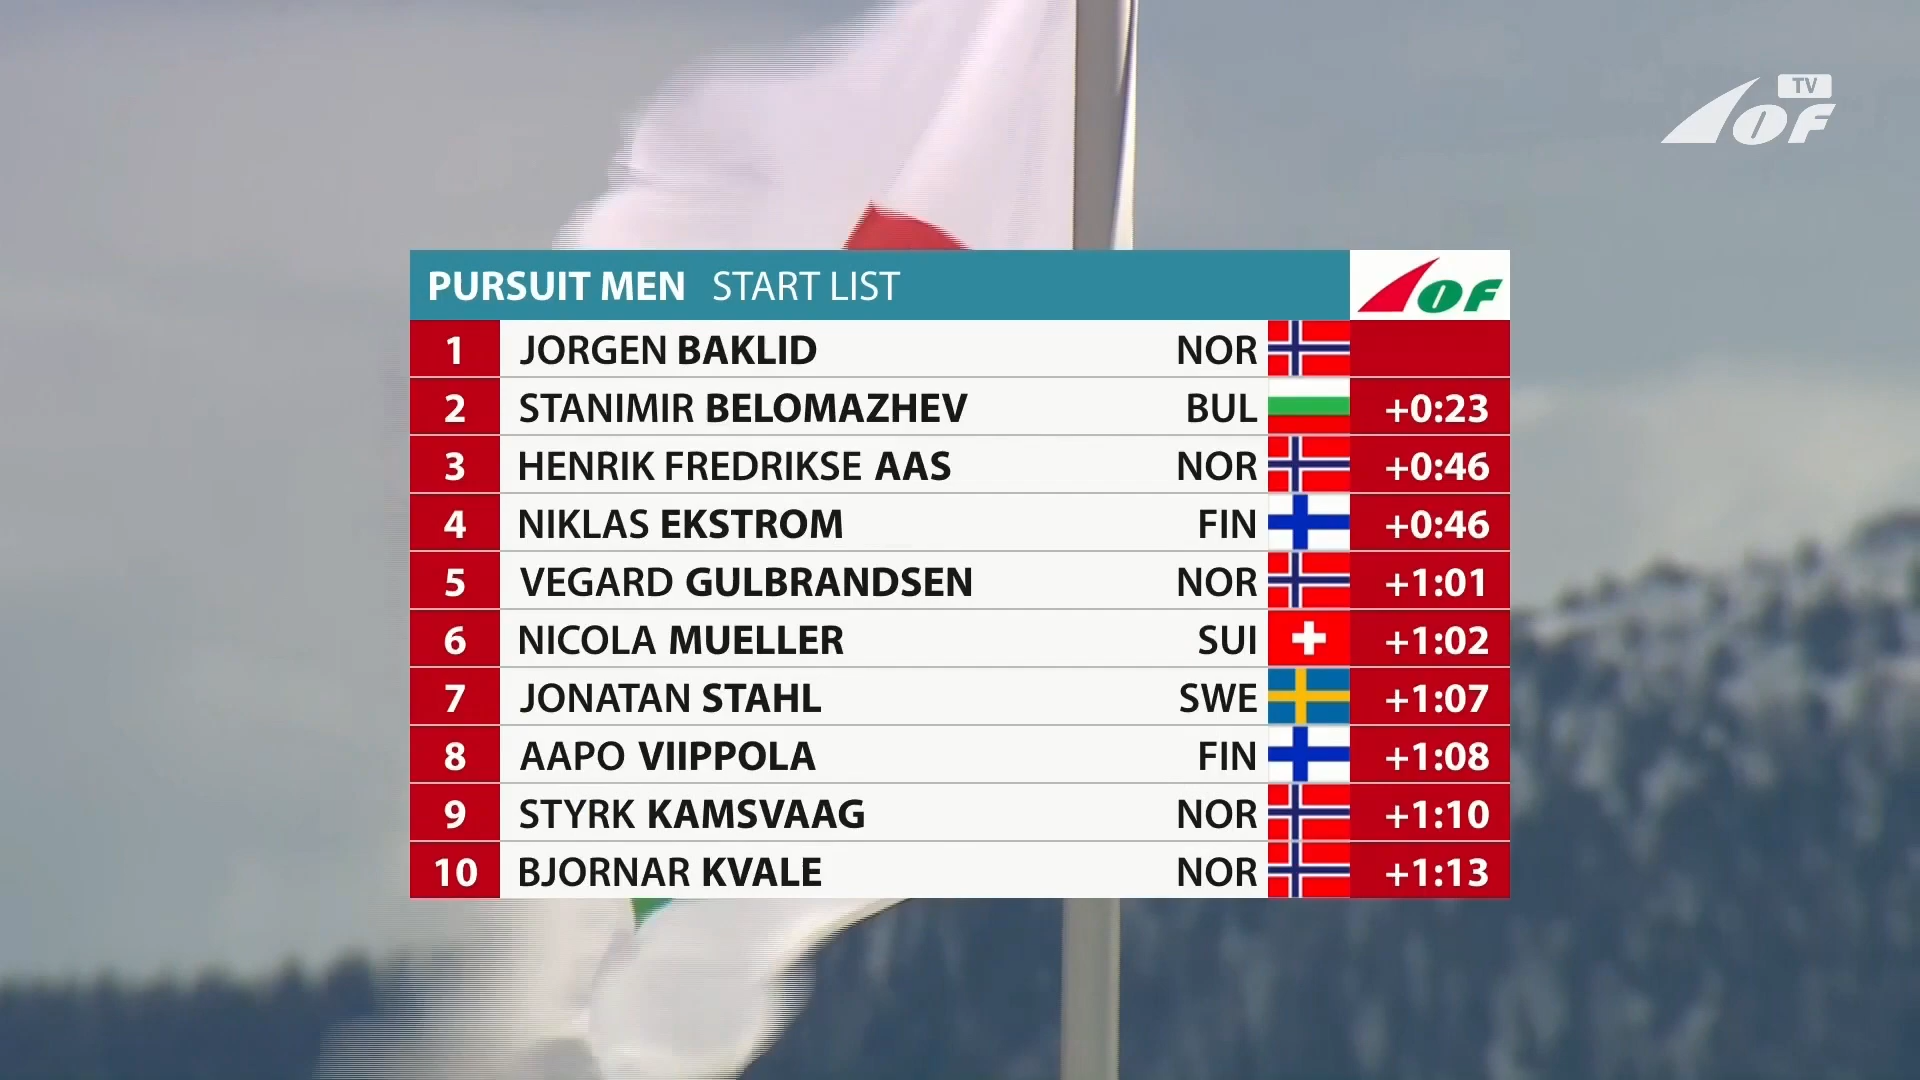 TV
OF
PURSUIT MEN START LIST
OF
1 JORGEN BAKLID NOR
2 STANIMIR BELOMAZHEV BUL +0:23
3 HENRIK FREDRIKSE AAS NOR +0:46
4 NIKLAS EKSTROM FIN +0:46
5 VEGARD GULBRANDSEN NOR +1:01
6 NICOLA MUELLER SUI +1:02
7 JONATAN STAHL SWE +1:07
8 AAPO VIIPPOLA FIN +1:08
9 STYRK KAMSVAAG NOR +1:10
10 BJORNAR KVALE NOR +1:13